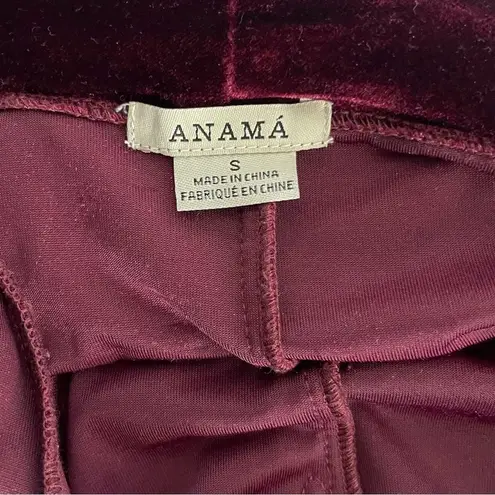 ANAMÁ
S
MADE IN CHINA
FABRIQUÉ EN CHINE